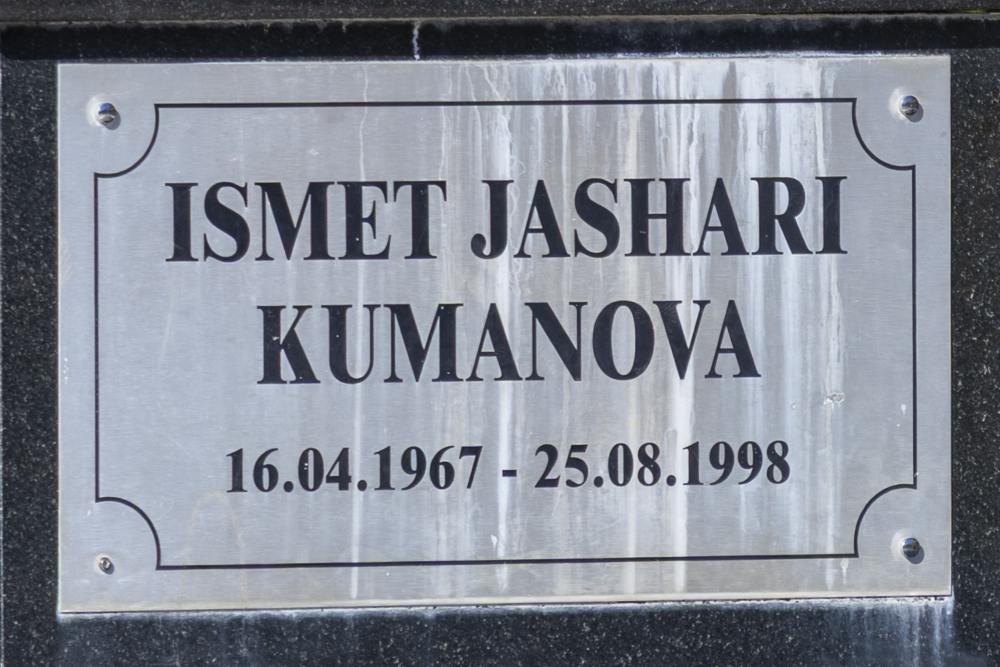 ISMET JASHARI
KUMANOVA
16.04.1967 - 25.08.1998